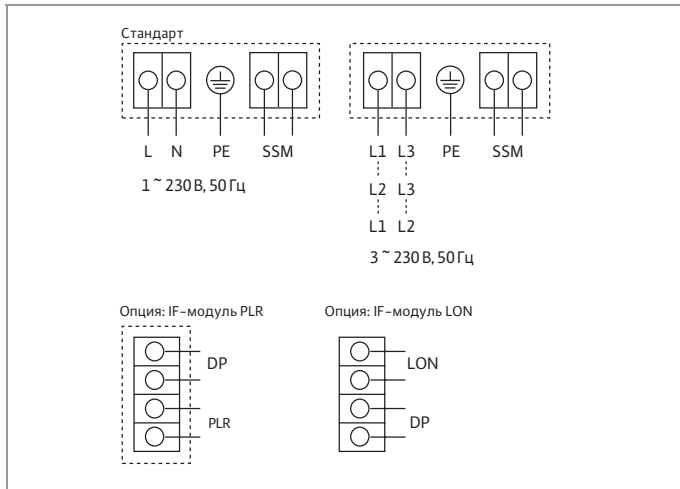 Стандарт
L N PE SSM L1 L3 PE SSM
L2 L3
1 ~ 230 В, 50 Гц
L1 L2
3 ~ 230 В, 50 Гц
Опция: IF-модуль PLR Опция: IF-модуль LON
DP LON
PLR DP